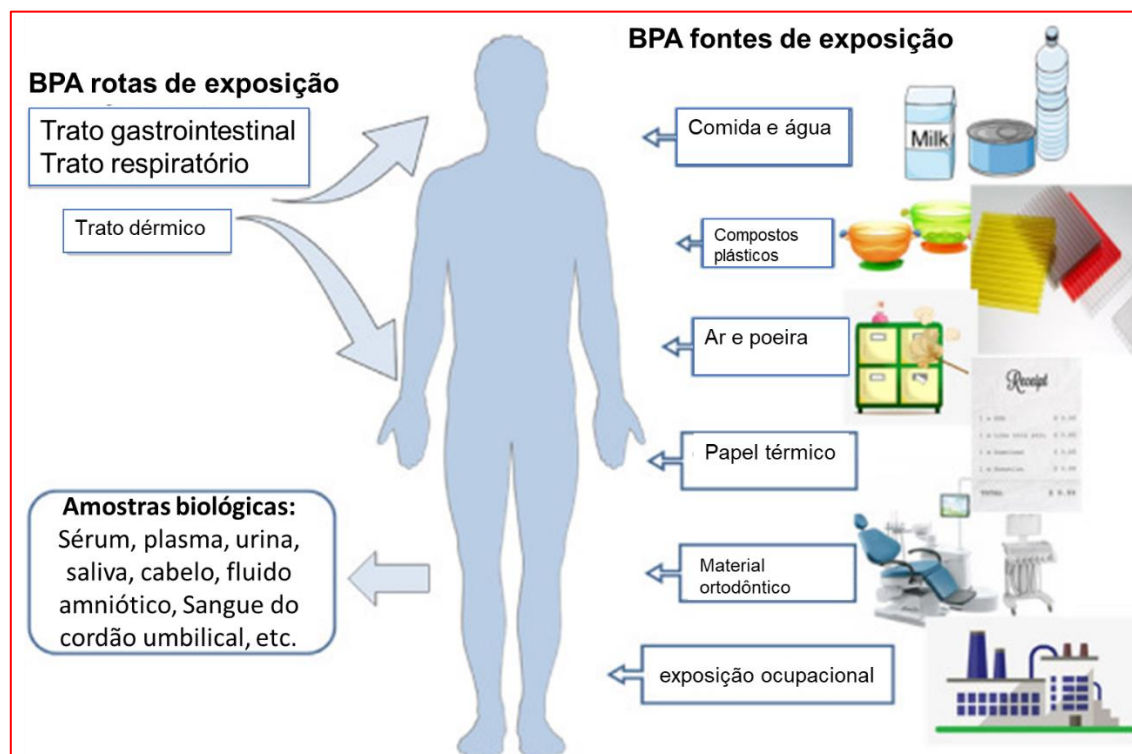 BPA rotas de exposição
Trato gastrointestinal
Trato respiratório
Trato dérmico
Amostras biológicas:
Sérum, plasma, urina,
saliva, cabelo, fluido
amniótico, Sangue do
cordão umbilical, etc.
BPA fontes de exposição
Comida e água
Milk
Compostos
plásticos
Ar e poeira
Papel térmico
Receipt
TOTAL
Material
ortodôntico
exposição ocupacional